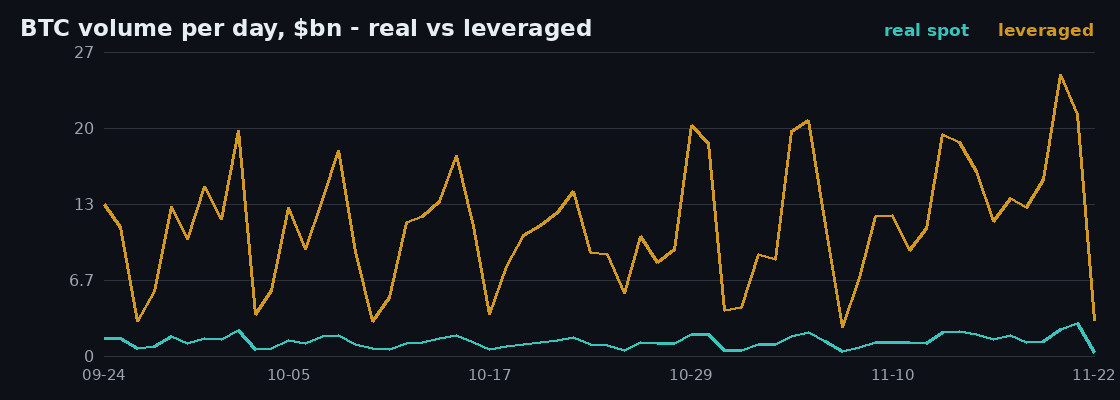 BTC volume per day, $bn - real vs leveraged
real spot leveraged
27
20
13
6.7
0
09-24 10-05 10-17 10-29 11-10 11-22